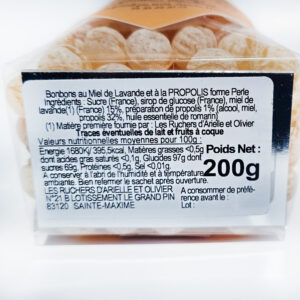 Bonbons au Miel de Lavande et à la PROPOLIS forme Perle
Ingrédients : Sucre (France), sirop de glucose (France), miel de
lavande(1) (France) 15%, préparation de propolis 1% (alcool, miel,
propolis 32%, huile essentielle de romarin)
(1) Matière première fournie par : Les Ruchers d'Arielle et Olivier
Traces éventuelles de lait et fruits à coque
Valeurs nutritionnelles moyennes pour 100g :
Energie 1680KJ/ 395.5kcal, Matières grasses <0,5g
dont acides gras saturés <0,1g, Glucides 97g dont
sucres 69g, Protéines <0,5g, Sel <0,01g
A conserver à l'abri de l'humidité et à température
ambiante. Bien refermer le sachet après ouverture.
Poids Net :
200g
LES RUCHERS D'ARIELLE ET OLIVIER
N°21 B LOTISSEMENT LE GRAND PIN
83120 SAINTE-MAXIME
A consommer de préfé-
rence avant le :
Lot :